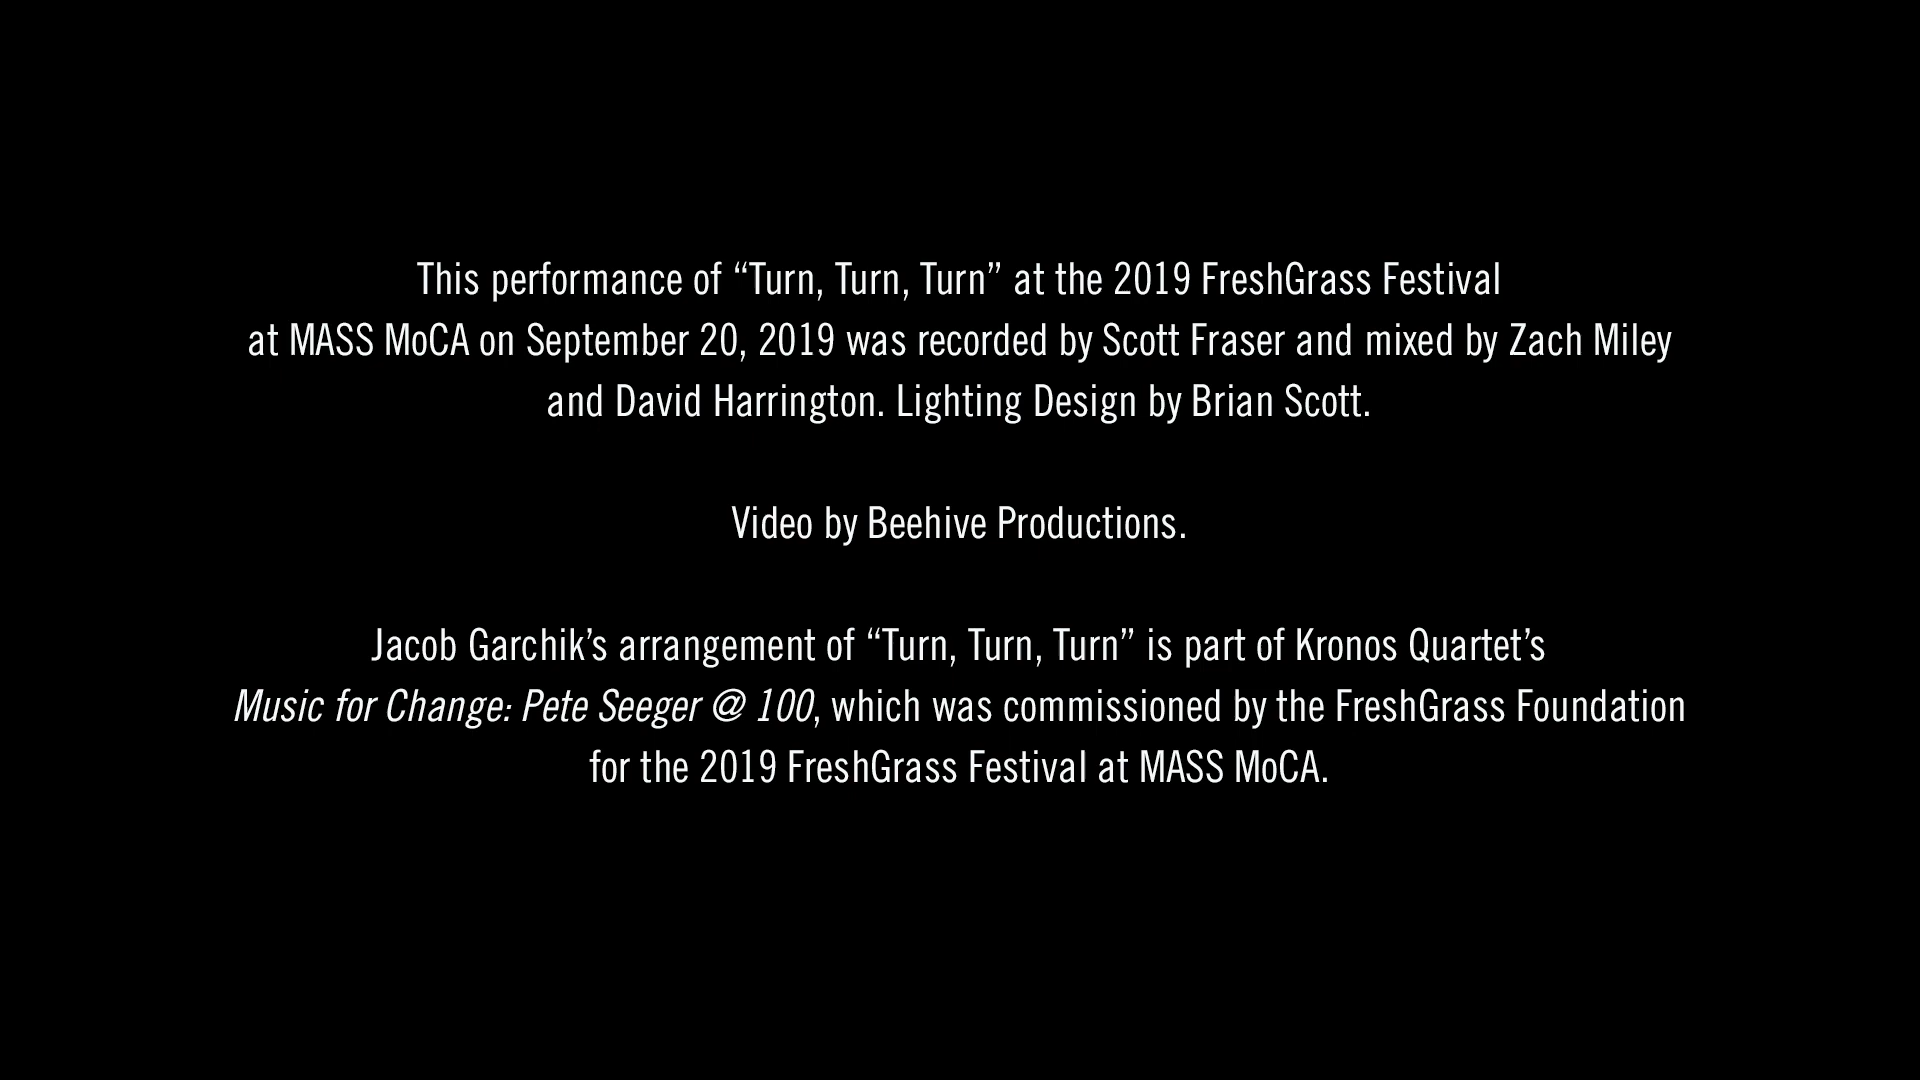 This performance of “Turn, Turn, Turn” at the 2019 FreshGrass Festival
at MASS MoCA on September 20, 2019 was recorded by Scott Fraser and mixed by Zach Miley
and David Harrington. Lighting Design by Brian Scott.
Video by Beehive Productions.
Jacob Garchik’s arrangement of “Turn, Turn, Turn” is part of Kronos Quartet’s
Music for Change: Pete Seeger @ 100, which was commissioned by the FreshGrass Foundation
for the 2019 FreshGrass Festival at MASS MoCA.